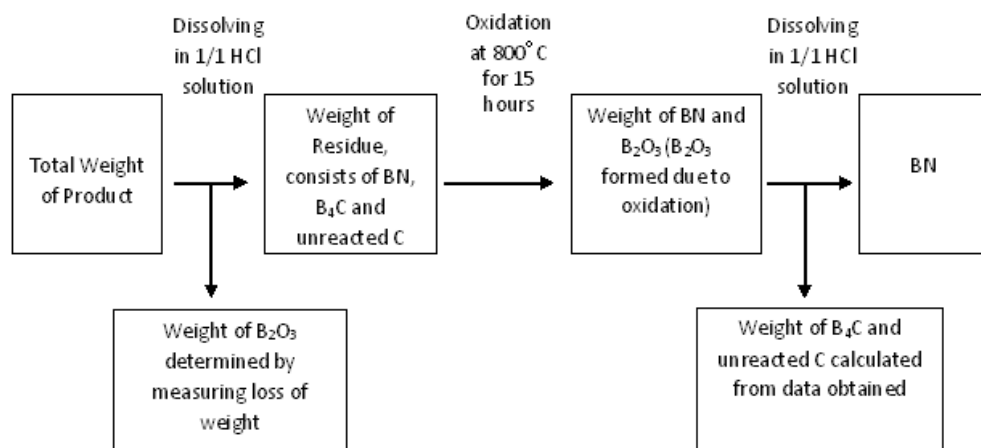 Dissolving
in 1/1 HCl
solution
Oxidation
at 800°C
for 15
hours
Dissolving
in 1/1 HCl
solution
Total Weight
of Product
Weight of
Residue,
consists of BN,
B₄C and
unreacted C
Weight of BN and
B₂O₃ (B₂O₃
formed due to
oxidation)
BN
Weight of B₂O₃
determined by
measuring loss of
weight
Weight of B₄C and
unreacted C calculated
from data obtained